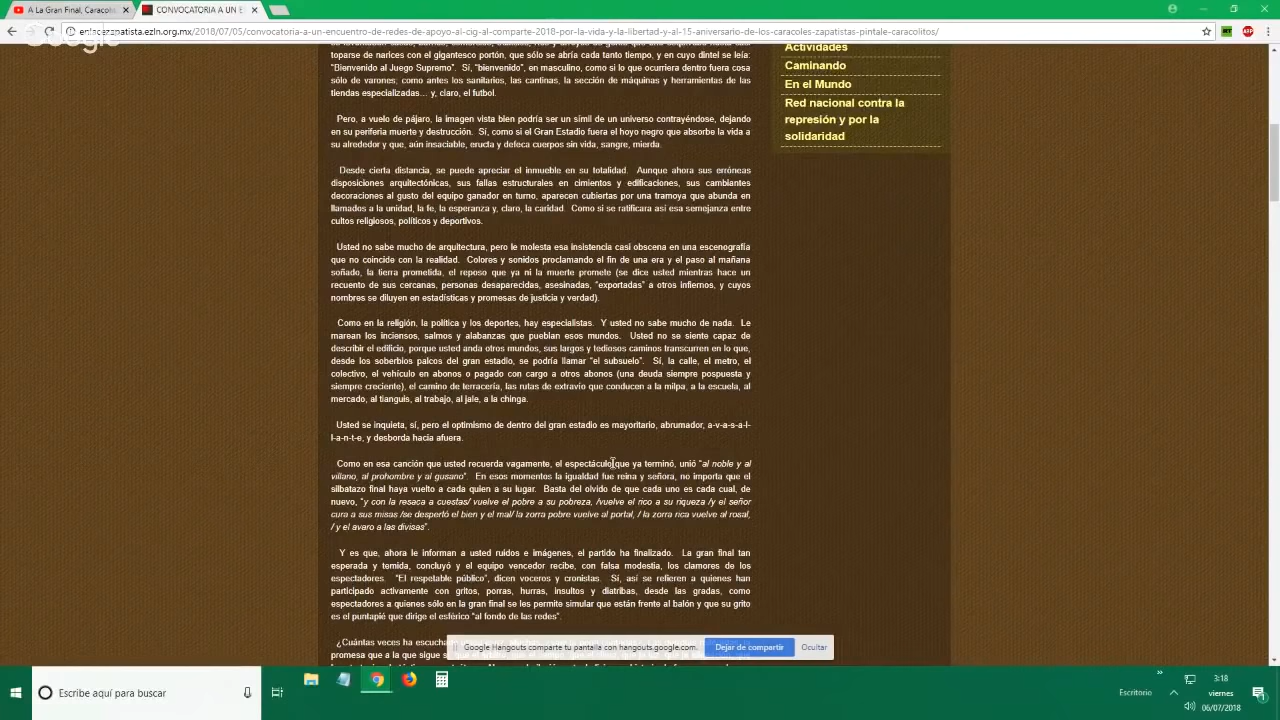 A La Gran Final, Caracolit
CONVOCATORIA A UN E
enlacezapatista.ezln.org.mx/2018/07/05/convocatoria-a-un-encuentro-de-redes-de-apoyo-al-cig-al-comparte-2018-por-la-vida-y-la-libertad-y-al-15-aniversario-de-los-caracoles-zapatistas-pintale-caracolitos/
Google
toparse de narices con el gigantesco portón, que sólo se abría cada tanto tiempo, y en cuyo dintel se leía:
"Bienvenido al Juego Supremo".  Sí, "bienvenido", en masculino, como si lo que ocurriera dentro fuera cosa
sólo de varones; como antes los sanitarios, las cantinas, la sección de máquinas y herramientas de las
tiendas especializadas… y, claro, el futbol.
Pero, a vuelo de pájaro, la imagen vista bien podría ser un símil de un universo contrayéndose, dejando
en su periferia muerte y destrucción.  Sí, como si el Gran Estadio fuera el hoyo negro que absorbe la vida a
su alrededor y que, aún insaciable, eructa y defeca cuerpos sin vida, sangre, mierda.
Desde cierta distancia, se puede apreciar el inmueble en su totalidad.  Aunque ahora sus erróneas
disposiciones arquitectónicas, sus fallas estructurales en cimientos y edificaciones, sus cambiantes
decoraciones al gusto del equipo ganador en turno, aparecen cubiertas por una tramoya que abunda en
llamados a la unidad, la fe, la esperanza y, claro, la caridad.  Como si se ratificara así esa semejanza entre
cultos religiosos, políticos y deportivos.
Usted no sabe mucho de arquitectura, pero le molesta esa insistencia casi obscena en una escenografía
que no coincide con la realidad.  Colores y sonidos proclamando el fin de una era y el paso al mañana
soñado, la tierra prometida, el reposo que ya ni la muerte promete (se dice usted mientras hace un
recuento de sus cercanas, personas desaparecidas, asesinadas, "exportadas" a otros infiernos, y cuyos
nombres se diluyen en estadísticas y promesas de justicia y verdad).
Como en la religión, la política y los deportes, hay especialistas.  Y usted no sabe mucho de nada.  Le
marean los inciensos, salmos y alabanzas que pueblan esos mundos.  Usted no se siente capaz de
describir el edificio, porque usted anda otros mundos, sus largos y tediosos caminos transcurren en lo que,
desde los soberbios palcos del gran estadio, se podría llamar "el subsuelo".  Sí, la calle, el metro, el
colectivo, el vehículo en abonos o pagado con cargo a otros abonos (una deuda siempre pospuesta y
siempre creciente), el camino de terracería, las rutas de extravío que conducen a la milpa, a la escuela, al
mercado, al tianguis, al trabajo, al jale, a la chinga.
Usted se inquieta, sí, pero el optimismo de dentro del gran estadio es mayoritario, abrumador, a-v-a-s-a-l-
l-a-n-t-e, y desborda hacia afuera.
Como en esa canción que usted recuerda vagamente, el espectáculo que ya terminó, unió "al noble y al
villano, al prohombre y al gusano".  En esos momentos la igualdad fue reina y señora, no importa que el
silbatazo final haya vuelto a cada quien a su lugar.  Basta del olvido de que cada uno es cada cual, de
nuevo, "y con la resaca a cuestas/ vuelve el pobre a su pobreza, /vuelve el rico a su riqueza /y el señor
cura a sus misas /se despertó el bien y el mal/ la zorra pobre vuelve al portal, / la zorra rica vuelve al rosal,
/ y el avaro a las divisas".
Y es que, ahora le informan a usted ruidos e imágenes, el partido ha finalizado.  La gran final tan
esperada y temida, concluyó y el equipo vencedor recibe, con falsa modestia, los clamores de los
espectadores.  "El respetable público", dicen voceros y cronistas.  Sí, así se refieren a quienes han
participado activamente con gritos, porras, hurras, insultos y diatribas, desde las gradas, como
espectadores a quienes sólo en la gran final se les permite simular que están frente al balón y que su grito
es el puntapié que dirige el esférico "al fondo de las redes".
¿Cuántas veces ha escuchado
promesa que a la que sigue s
Actividades
Caminando
En el Mundo
Red nacional contra la
represión y por la
solidaridad
Google Hangouts comparte tu pantalla con hangouts.google.com.
Dejar de compartir
Ocultar
Escribe aquí para buscar
Escritorio
3:18
viernes
06/07/2018